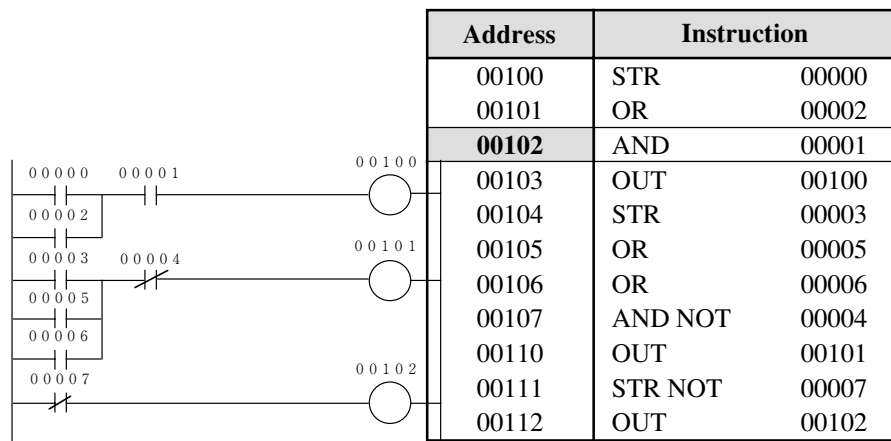 Address Instruction
00100 STR 00000
00101 OR 00002
00102 AND 00001
00103 OUT 00100
00104 STR 00003
00105 OR 00005
00106 OR 00006
00107 AND NOT 00004
00110 OUT 00101
00111 STR NOT 00007
00112 OUT 00102
00000 00001 00100
00002
00003 00004 00101
00005
00006
00007 00102